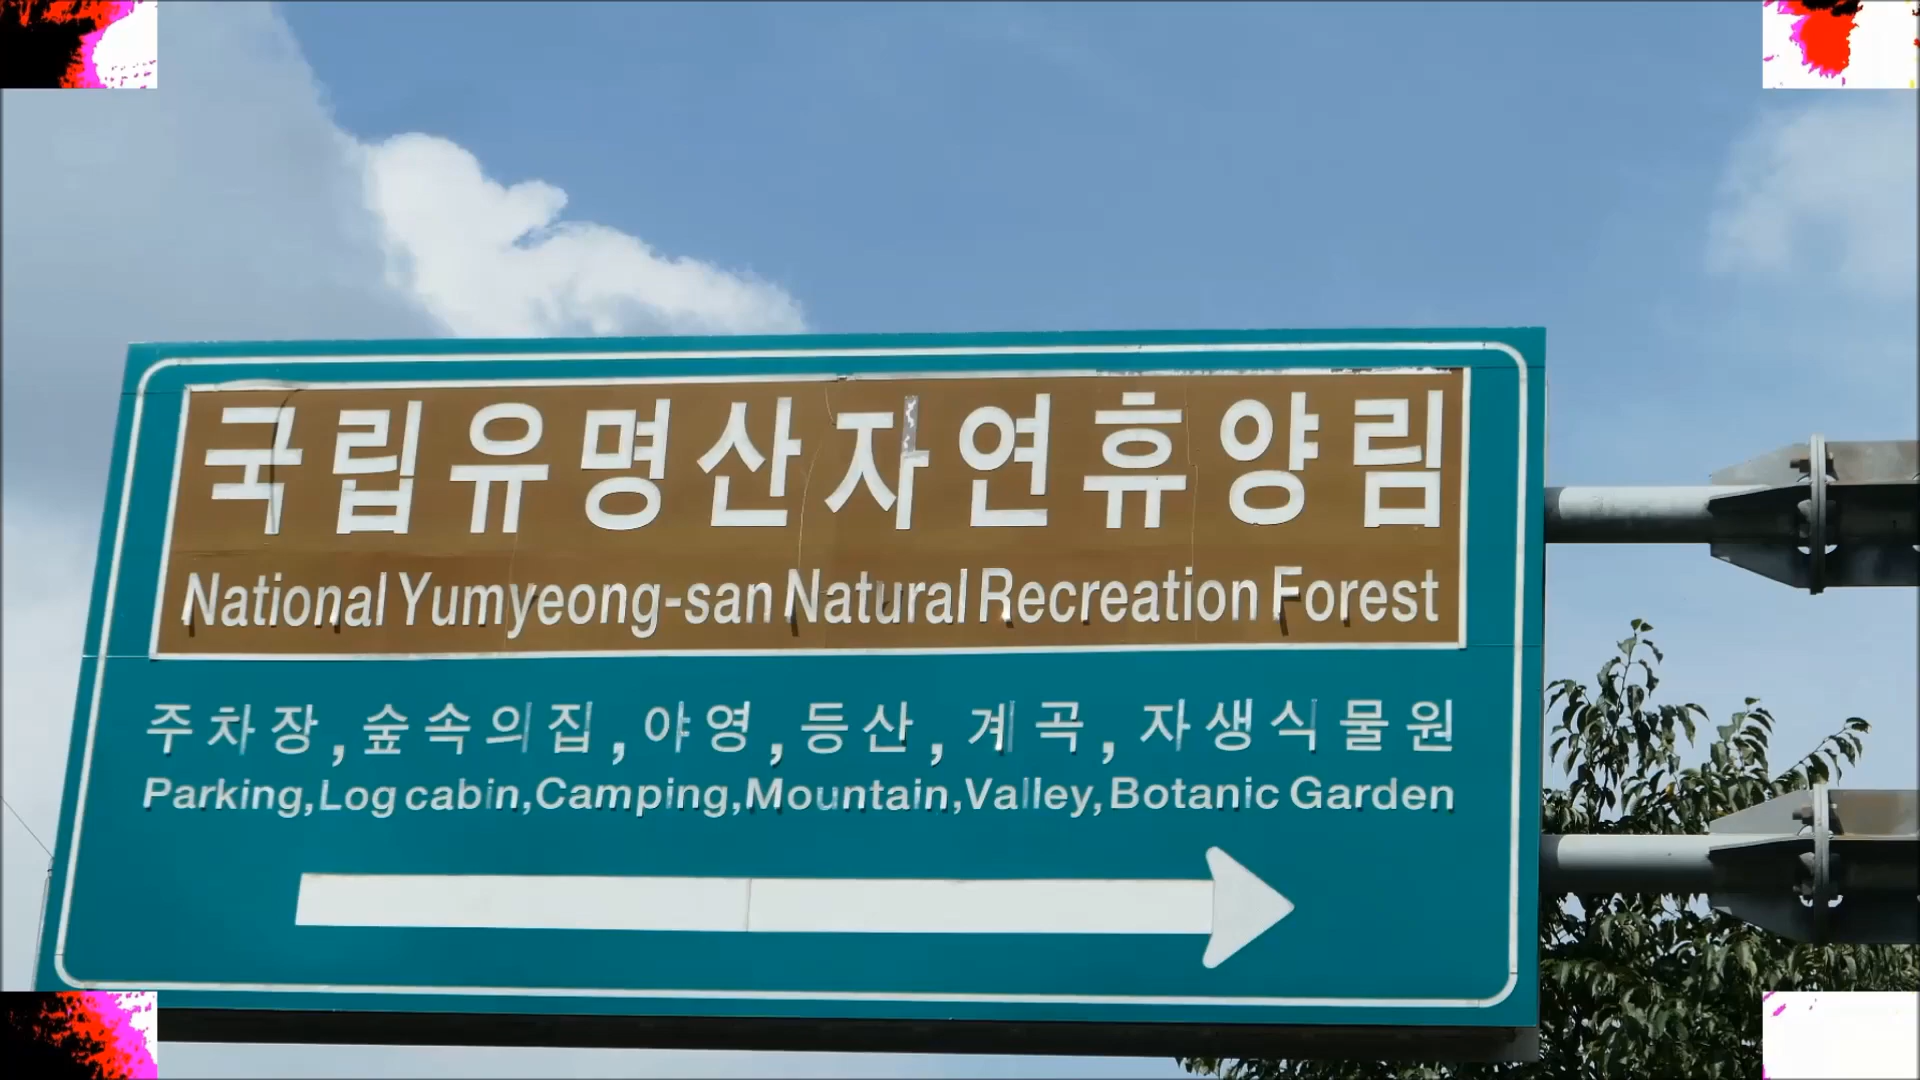 국립유명산자연휴양림
National Yumyeong-san Natural Recreation Forest
주차장, 숲속의집, 야영, 등산, 계곡, 자생식물원
Parking, Log cabin, Camping, Mountain, Valley, Botanic Garden